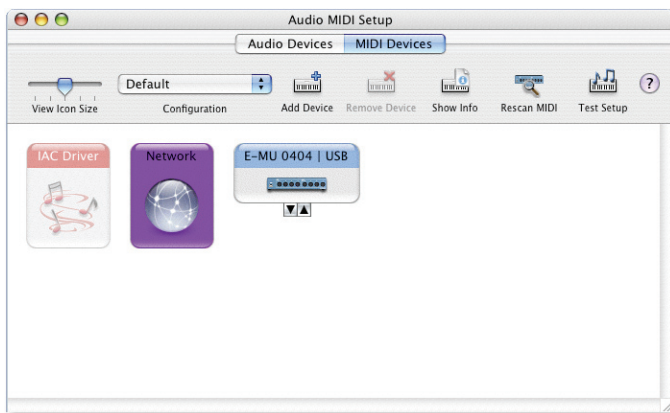 Audio MIDI Setup
Audio Devices MIDI Devices
Default
View Icon Size Configuration Add Device Remove Device Show Info Rescan MIDI Test Setup ?
IAC Driver Network E-MU 0404 | USB